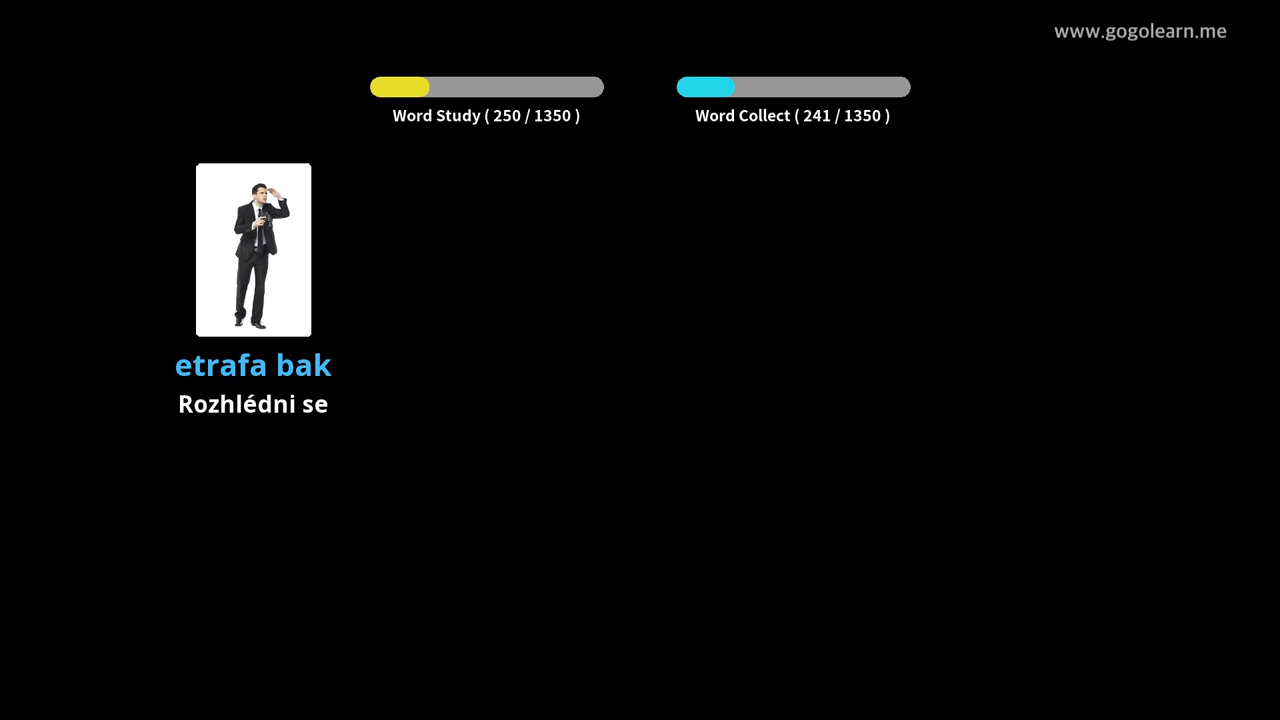 www.gogolearn.me
Word Study ( 250 / 1350 )
Word Collect ( 241 / 1350 )
etrafa bak
Rozhlédni se